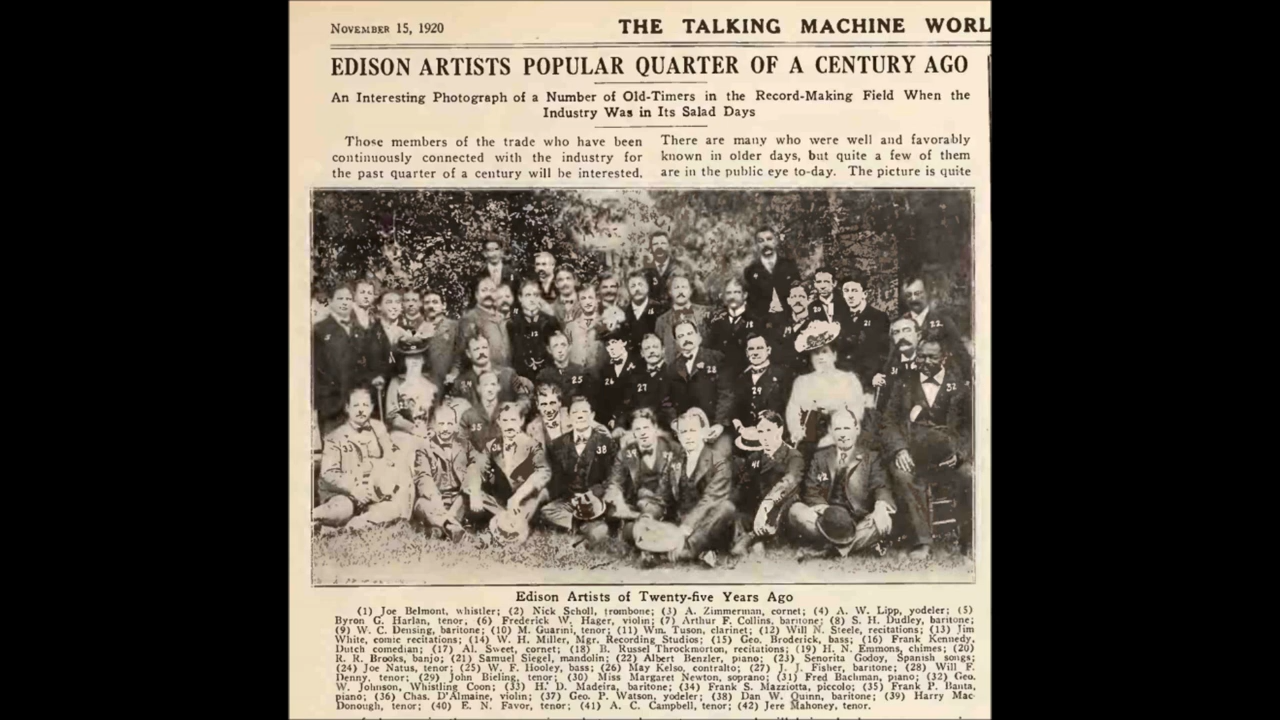 NOVEMBER 15, 1920
THE TALKING MACHINE WORL
EDISON ARTISTS POPULAR QUARTER OF A CENTURY AGO
An Interesting Photograph of a Number of Old-Timers in the Record-Making Field When the
Industry Was in Its Salad Days
Those members of the trade who have been
continuously connected with the industry for
the past quarter of a century will be interested,
There are many who were well and favorably
known in older days, but quite a few of them
are in the public eye to-day. The picture is quite
Edison Artists of Twenty-five Years Ago
(1) Joe Belmont, whistler; (2) Nick Scholl, trombone; (3) A. Zimmerman, cornet; (4) A. W. Lipp, yodeler; (5)
Byron G. Harlan, tenor, (6) Frederick W. Hager, violin; (7) Arthur F. Collins, baritone; (8) S. H. Dudley, baritone;
(9) W. C. Densing, baritone; (10) M. Guarini, tenor; (11) Wm. Tuson, clarinet; (12) Will N. Steele, recitations; (13) Jim
White, comic recitations; (14) W. H. Miller, Mgr. Recording Studios; (15) Geo. Broderick, bass; (16) Frank Kennedy,
Dutch comedian; (17) Al. Sweet, cornet; (18) B. Russel Throckmorton, recitations; (19) H. N. Emmons, chimes; (20)
R. R. Brooks, banjo; (21) Samuel Siegel, mandolin; (22) Albert Benzler, piano; (23) Senorita Godoy, Spanish songs;
(24) Joe Natus, tenor; (25) W. F. Hooley, bass; (26) May Kelso, contralto; (27) J. J. Fisher, baritone; (28) Will F.
Denny, tenor; (29) John Bieling, tenor; (30) Miss Margaret Newton, soprano; (31) Fred Bachman, piano; (32) Geo.
W. Johnson, Whistling Coon; (33) H. D. Madeira, baritone; (34) Frank S. Mazziotta, piccolo; (35) Frank P. Banta,
piano; (36) Chas. D'Almaine, violin; (37) Geo. P. Watson, yodeler; (38) Dan W. Quinn, baritone; (39) Harry Mac-
Donough, tenor; (40) E. N. Favor, tenor; (41) A. C. Campbell, tenor; (42) Jere Mahoney, tenor.